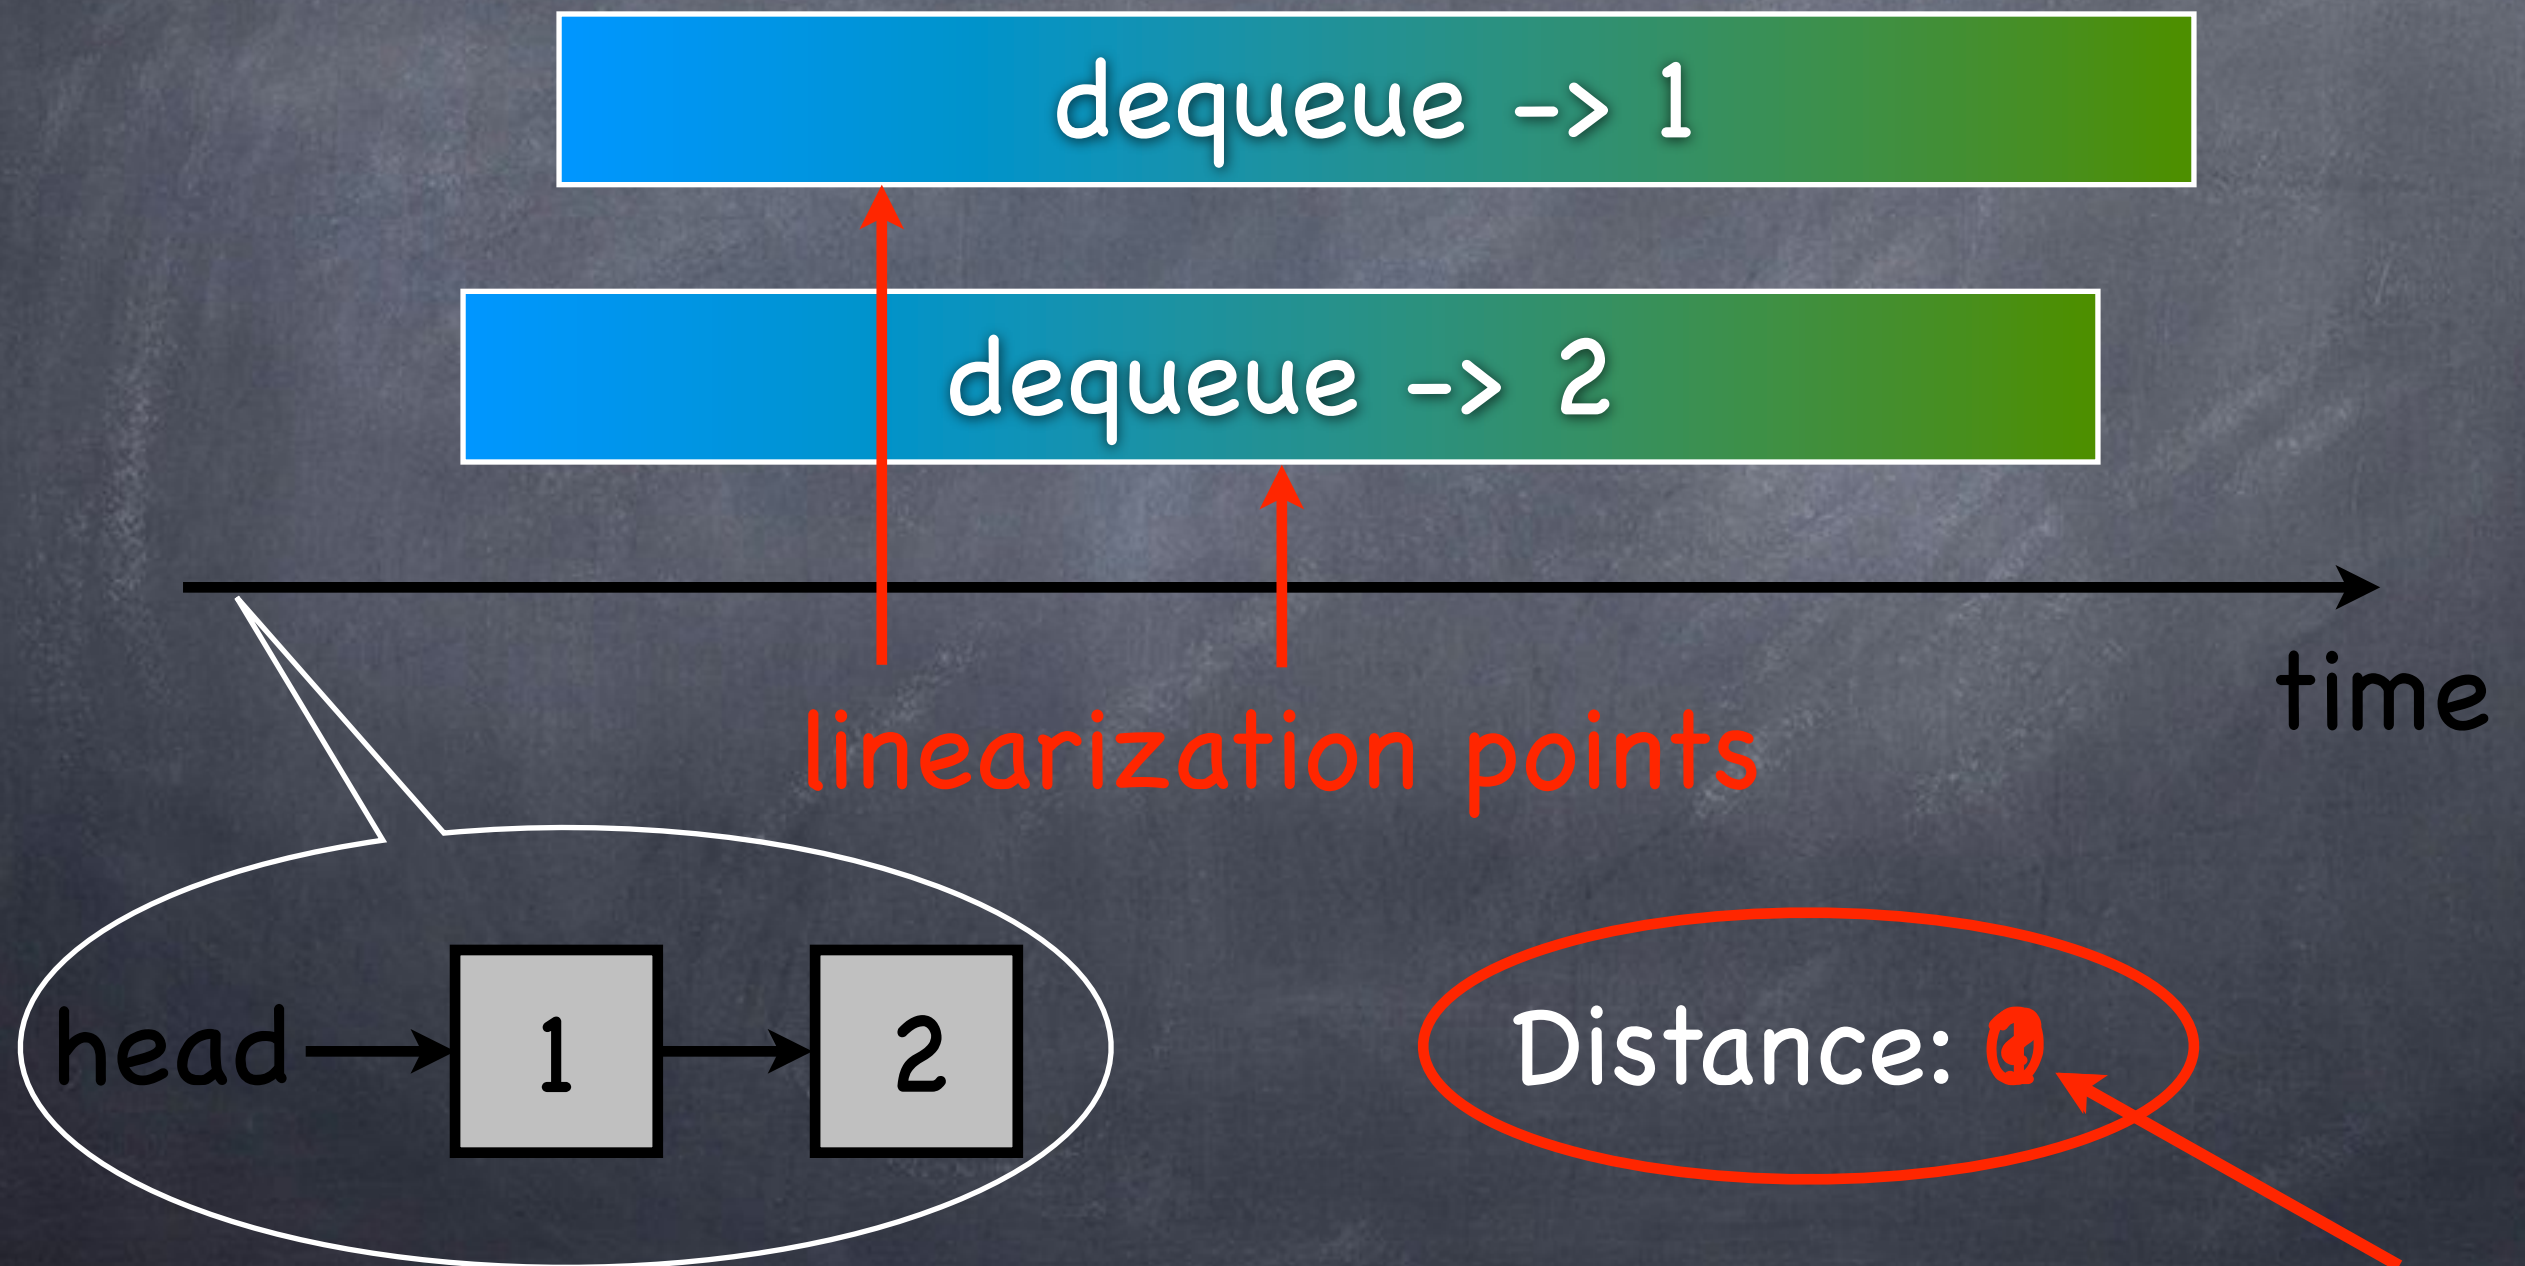 dequeue -> 1
dequeue -> 2
time
linearization points
head
1
2
Distance: